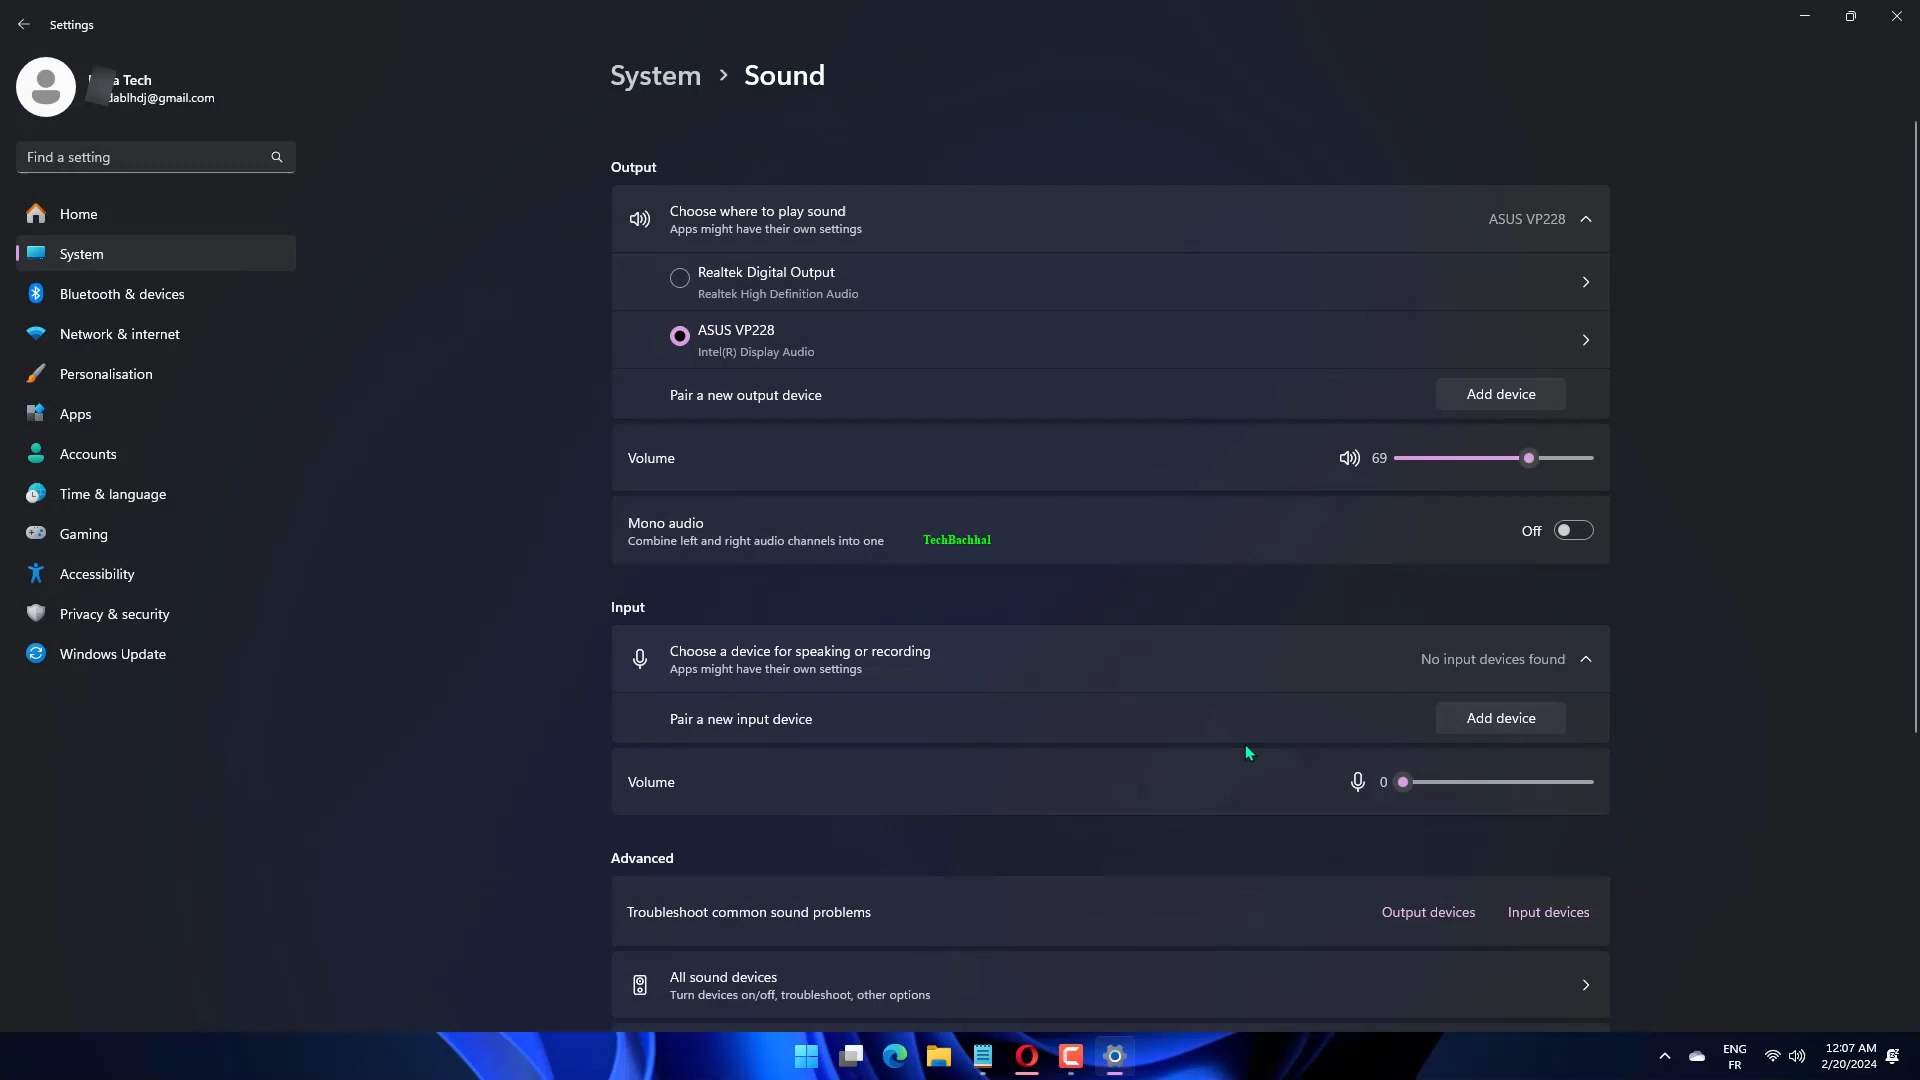 Settings
a Tech
dablhdj@gmail.com
Find a setting
Home
System
Bluetooth & devices
Network & internet
Personalisation
Apps
Accounts
Time & language
Gaming
Accessibility
Privacy & security
Windows Update
System > Sound
Output
Choose where to play sound
Apps might have their own settings
ASUS VP228
Realtek Digital Output
Realtek High Definition Audio
ASUS VP228
Intel(R) Display Audio
Pair a new output device
Add device
Volume
69
Mono audio
Combine left and right audio channels into one
TechBachhal
Off
Input
Choose a device for speaking or recording
Apps might have their own settings
No input devices found
Pair a new input device
Add device
Volume
0
Advanced
Troubleshoot common sound problems
Output devices
Input devices
All sound devices
Turn devices on/off, troubleshoot, other options
ENG
FR
12:07 AM
2/20/2024